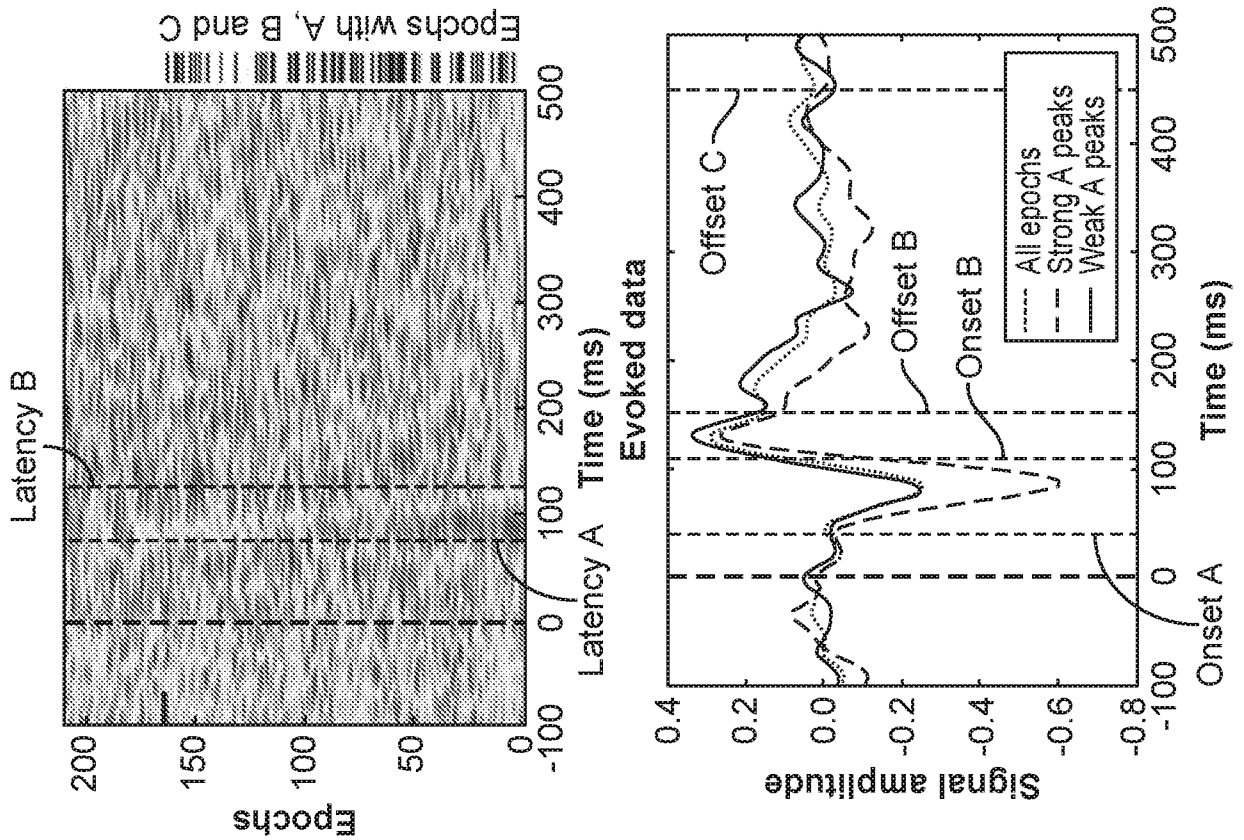 Latency B
Epochs with A, B and C
Epochs
200
150
100
50
0
-100
0
100
200
300
400
500
Latency A
Time (ms)
Evoked data
Signal amplitude
0.4
0.2
0.0
-0.2
-0.4
-0.6
-0.8
Offset C
Offset B
Onset B
All epochs
Strong A peaks
Weak A peaks
-100
0
100
200
300
400
500
Onset A
Time (ms)